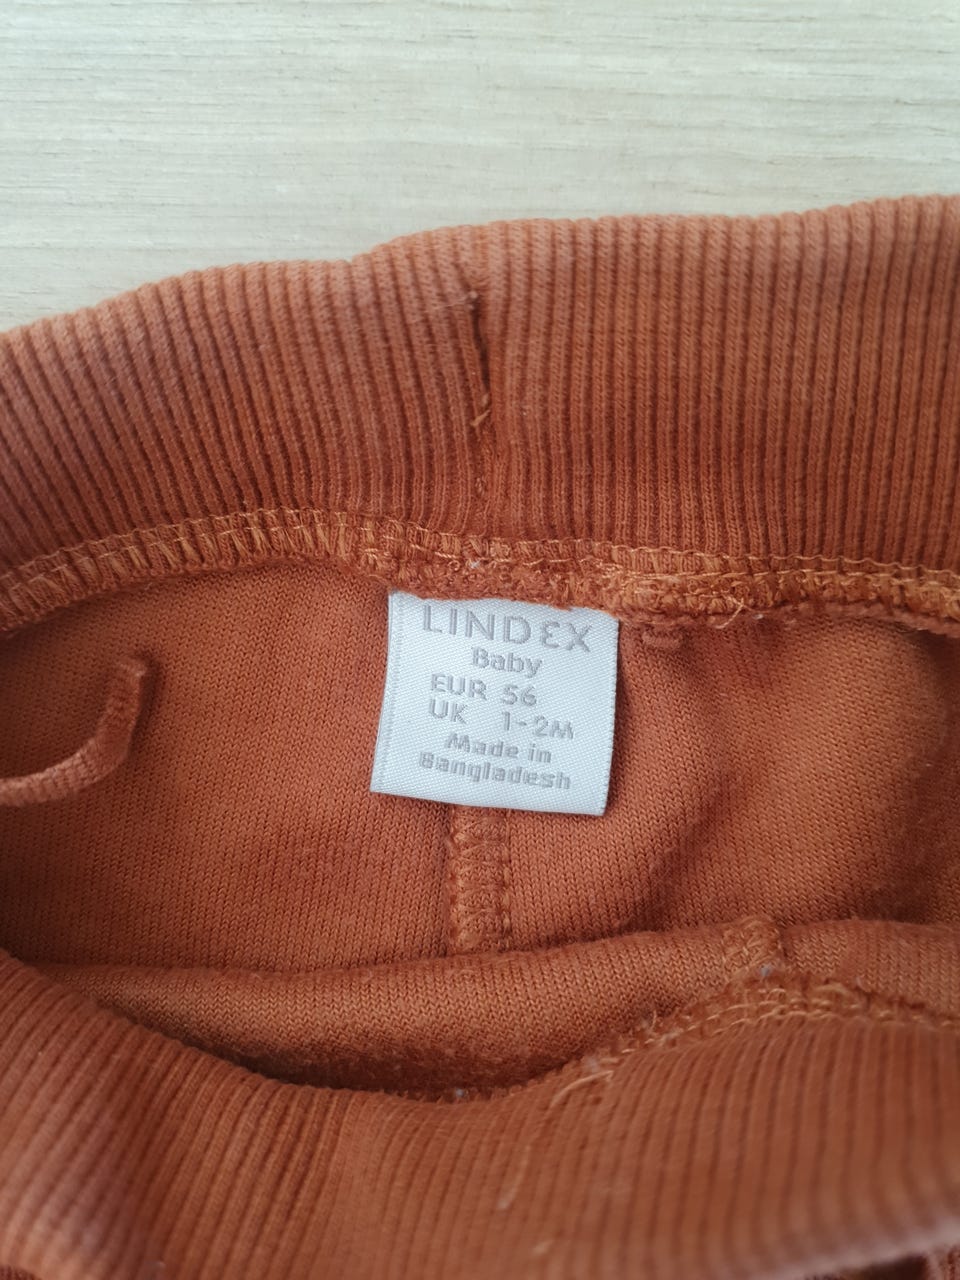 LINDEX
Baby
EUR 56
UK 1-2M
Made in
Bangladesh